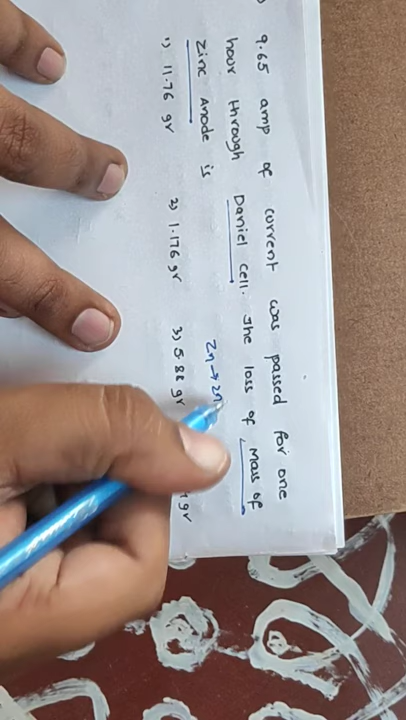 9.65 amp of current was passed for one
hour through Daniel cell. The loss of Mass of
Zinc Anode is
Zn → Zn
1) 11.76 gr 2) 1.176 gr 3) 5.88 gr gr